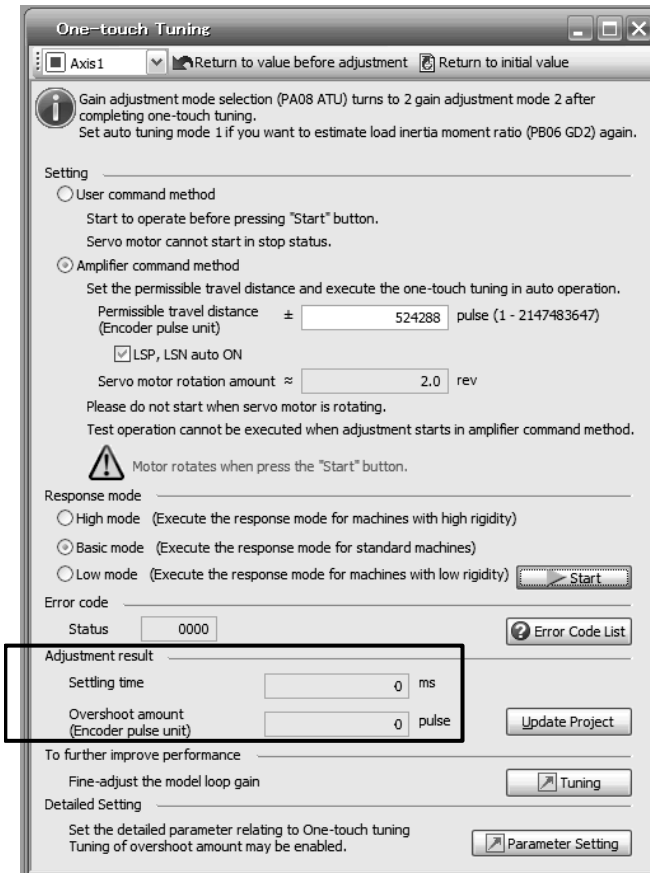 One-touch Tuning
Axis1 Return to value before adjustment Return to initial value
Gain adjustment mode selection (PA08 ATU) turns to 2 gain adjustment mode 2 after
completing one-touch tuning.
Set auto tuning mode 1 if you want to estimate load inertia moment ratio (PB06 GD2) again.
Setting
User command method
Start to operate before pressing "Start" button.
Servo motor cannot start in stop status.
Amplifier command method
Set the permissible travel distance and execute the one-touch tuning in auto operation.
Permissible travel distance
(Encoder pulse unit)
± 524288 pulse (1 - 2147483647)
LSP, LSN auto ON
Servo motor rotation amount ≈ 2.0 rev
Please do not start when servo motor is rotating.
Test operation cannot be executed when adjustment starts in amplifier command method.
Motor rotates when press the "Start" button.
Response mode
High mode (Execute the response mode for machines with high rigidity)
Basic mode (Execute the response mode for standard machines)
Low mode (Execute the response mode for machines with low rigidity) Start
Error code
Status 0000 Error Code List
Adjustment result
Settling time 0 ms
Overshoot amount
(Encoder pulse unit)
0 pulse Update Project
To further improve performance
Fine-adjust the model loop gain Tuning
Detailed Setting
Set the detailed parameter relating to One-touch tuning
Tuning of overshoot amount may be enabled. Parameter Setting